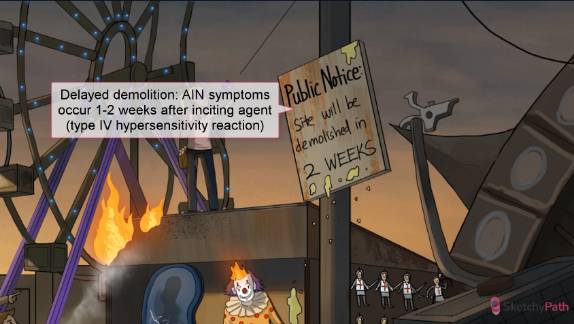 Delayed demolition: AIN symptoms
occur 1-2 weeks after inciting agent
(type IV hypersensitivity reaction)
Public Notice:
Site will be
demolished in
2 WEEKS
SketchyPath